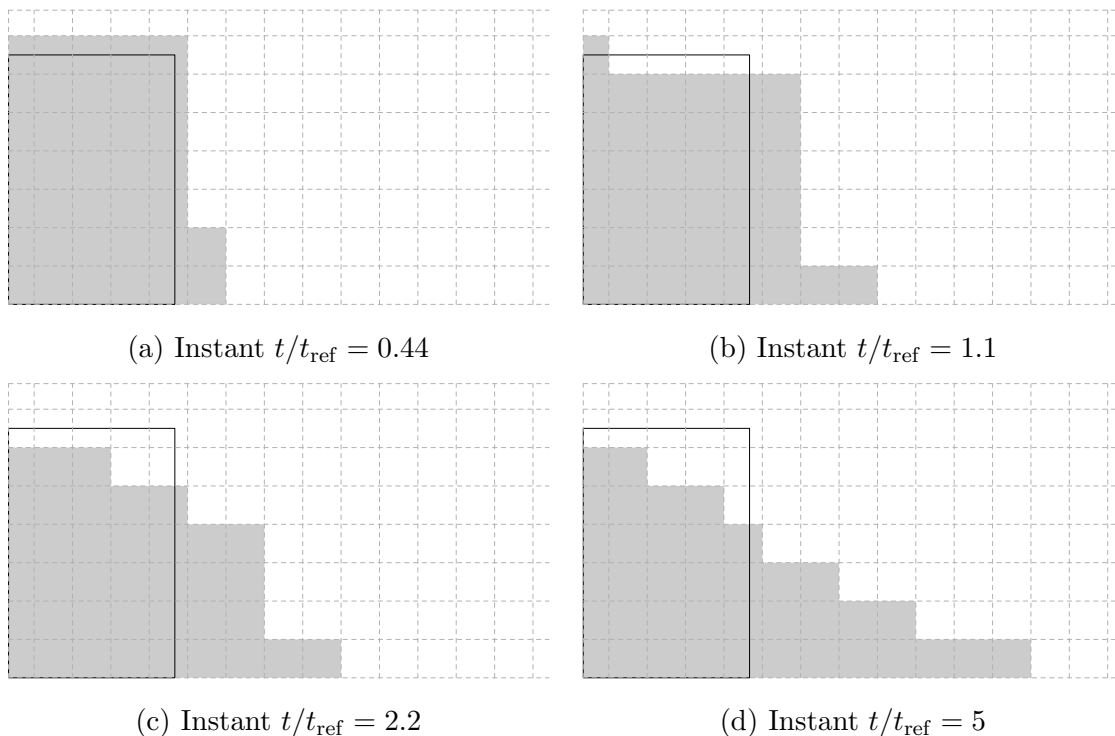 (a) Instant t/t_ref = 0.44
(b) Instant t/t_ref = 1.1
(c) Instant t/t_ref = 2.2
(d) Instant t/t_ref = 5